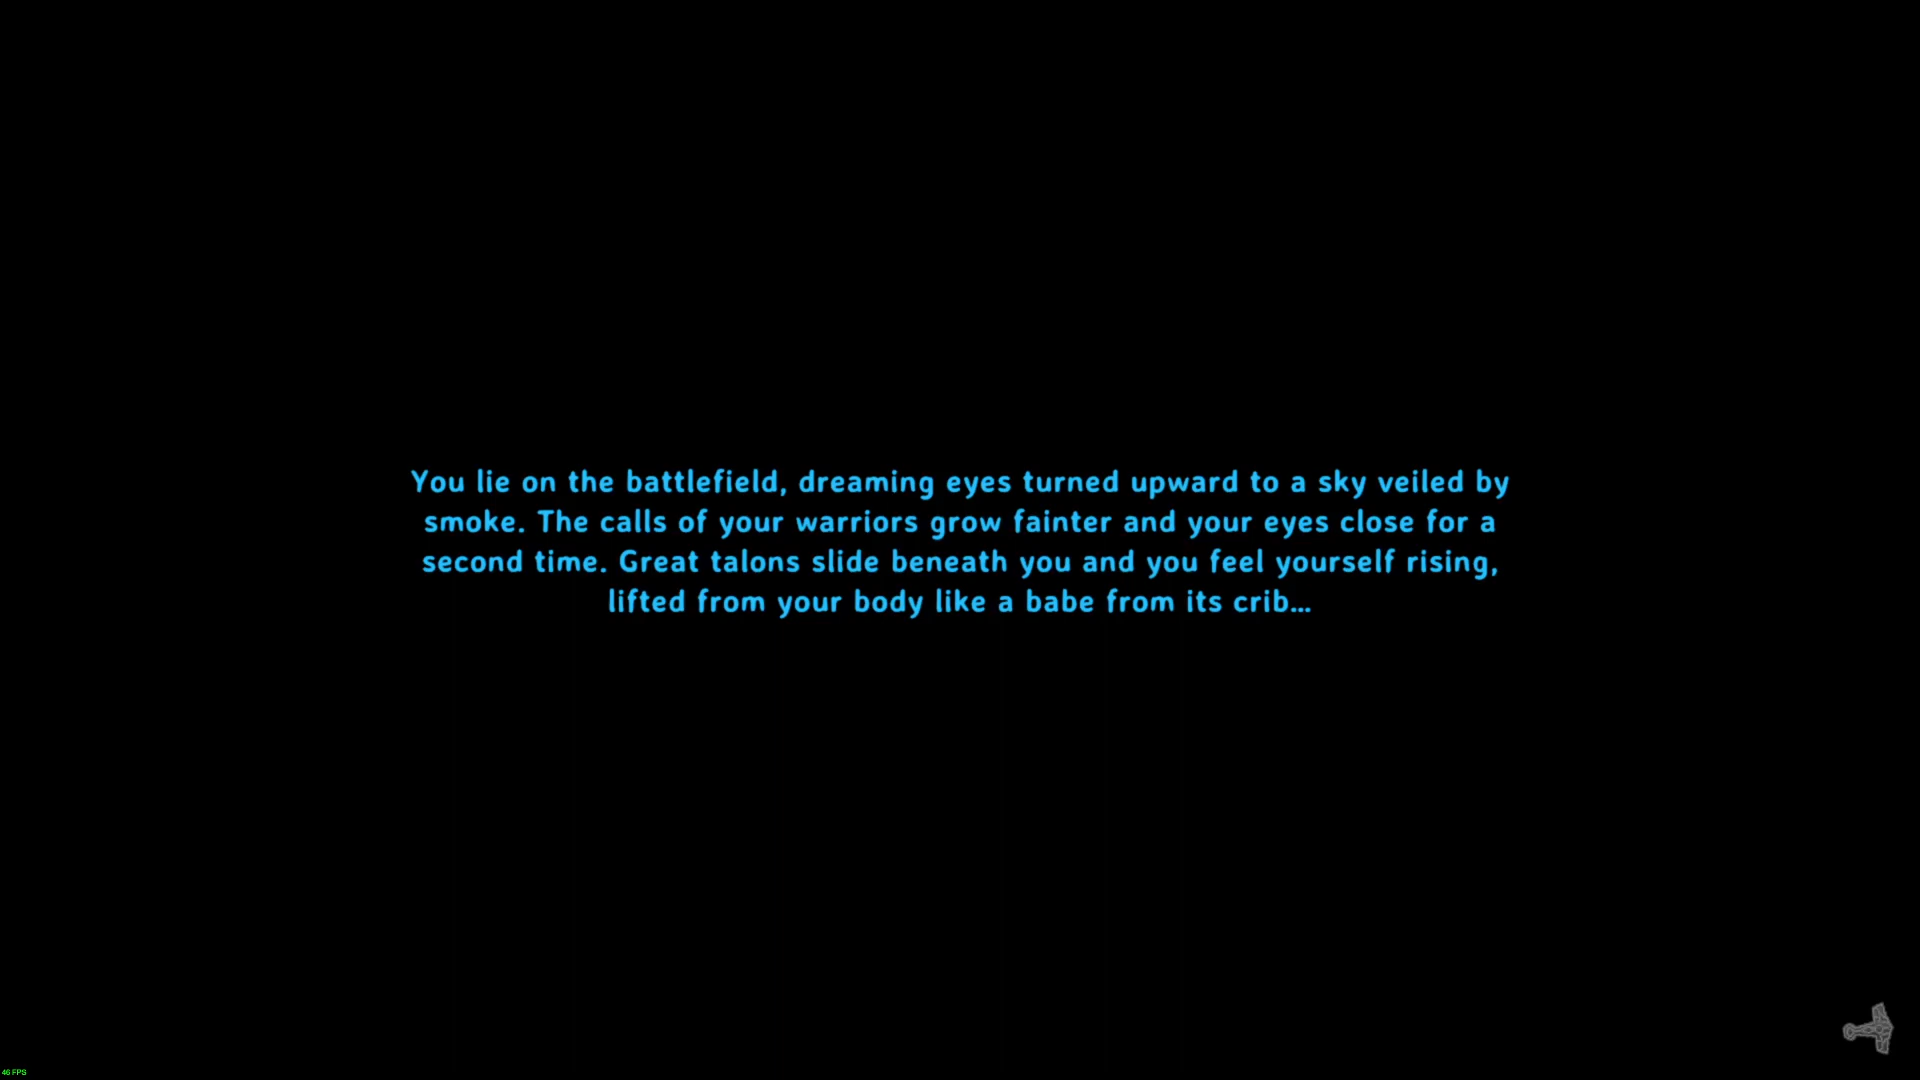 You lie on the battlefield, dreaming eyes turned upward to a sky veiled by
smoke. The calls of your warriors grow fainter and your eyes close for a
second time. Great talons slide beneath you and you feel yourself rising,
lifted from your body like a babe from its crib...
46 FPS